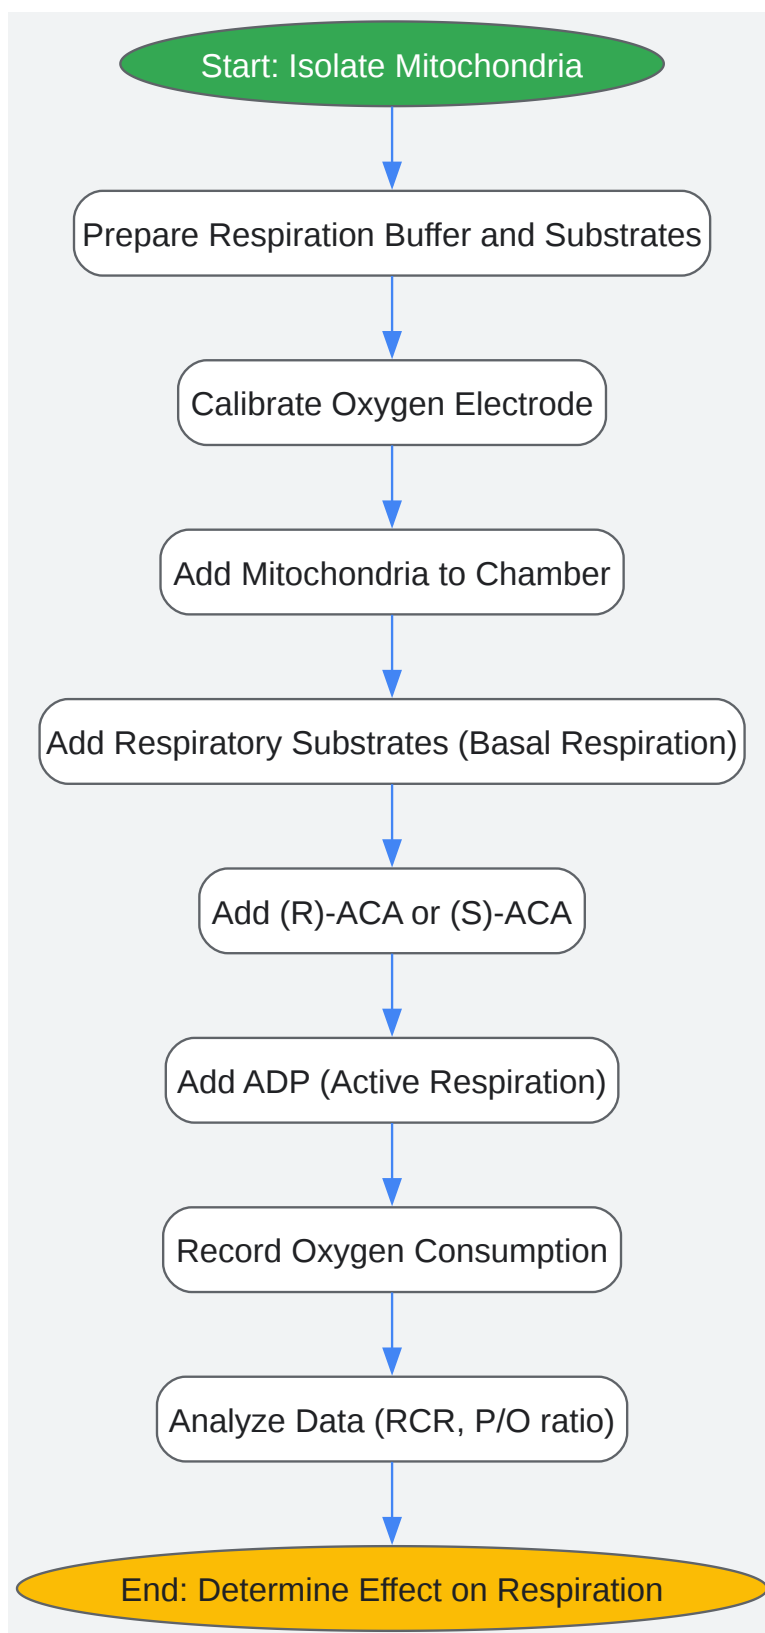 Start: Isolate Mitochondria
Prepare Respiration Buffer and Substrates
Calibrate Oxygen Electrode
Add Mitochondria to Chamber
Add Respiratory Substrates (Basal Respiration)
Add (R)-ACA or (S)-ACA
Add ADP (Active Respiration)
Record Oxygen Consumption
Analyze Data (RCR, P/O ratio)
End: Determine Effect on Respiration